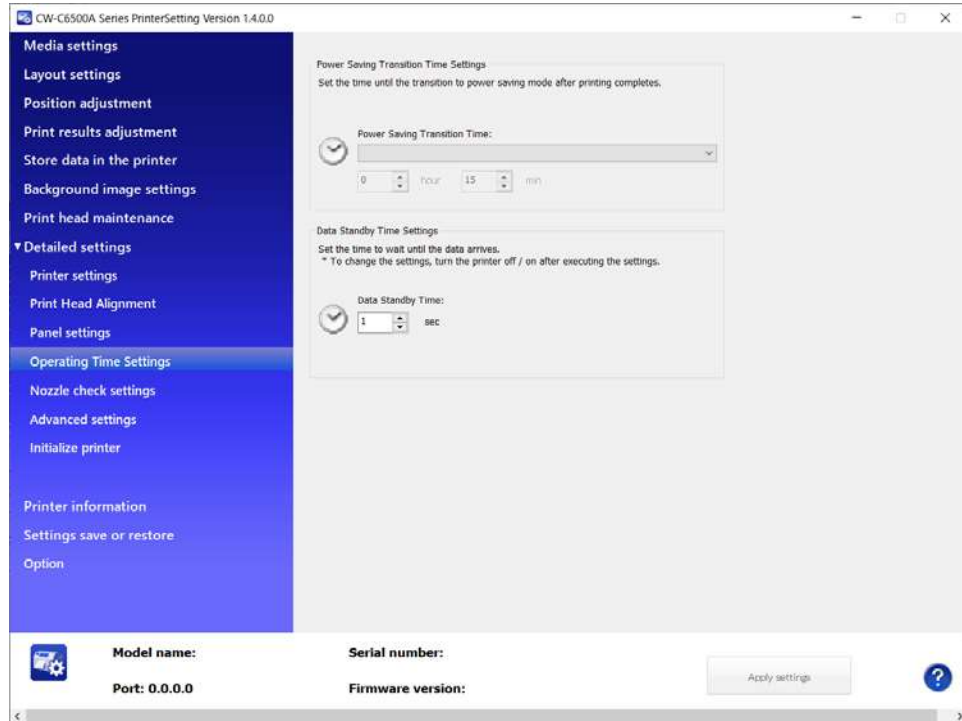 CW-C6500A Series PrinterSetting Version 1.4.0.0
Media settings
Layout settings
Position adjustment
Print results adjustment
Store data in the printer
Background image settings
Print head maintenance
Detailed settings
Printer settings
Print Head Alignment
Panel settings
Operating Time Settings
Nozzle check settings
Advanced settings
Initialize printer
Printer information
Settings save or restore
Option
Power Saving Transition Time Settings
Set the time until the transition to power saving mode after printing completes.
Power Saving Transition Time:
0 hour 15 min
Data Standby Time Settings
Set the time to wait until the data arrives.
* To change the settings, turn the printer off / on after executing the settings.
Data Standby Time:
1 sec
Model name: Serial number:
Apply settings
Port: 0.0.0.0 Firmware version: